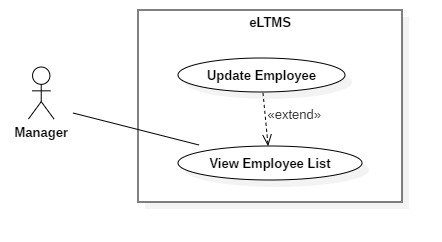 eLTMS
Update Employee
«extend»
Manager
View Employee List